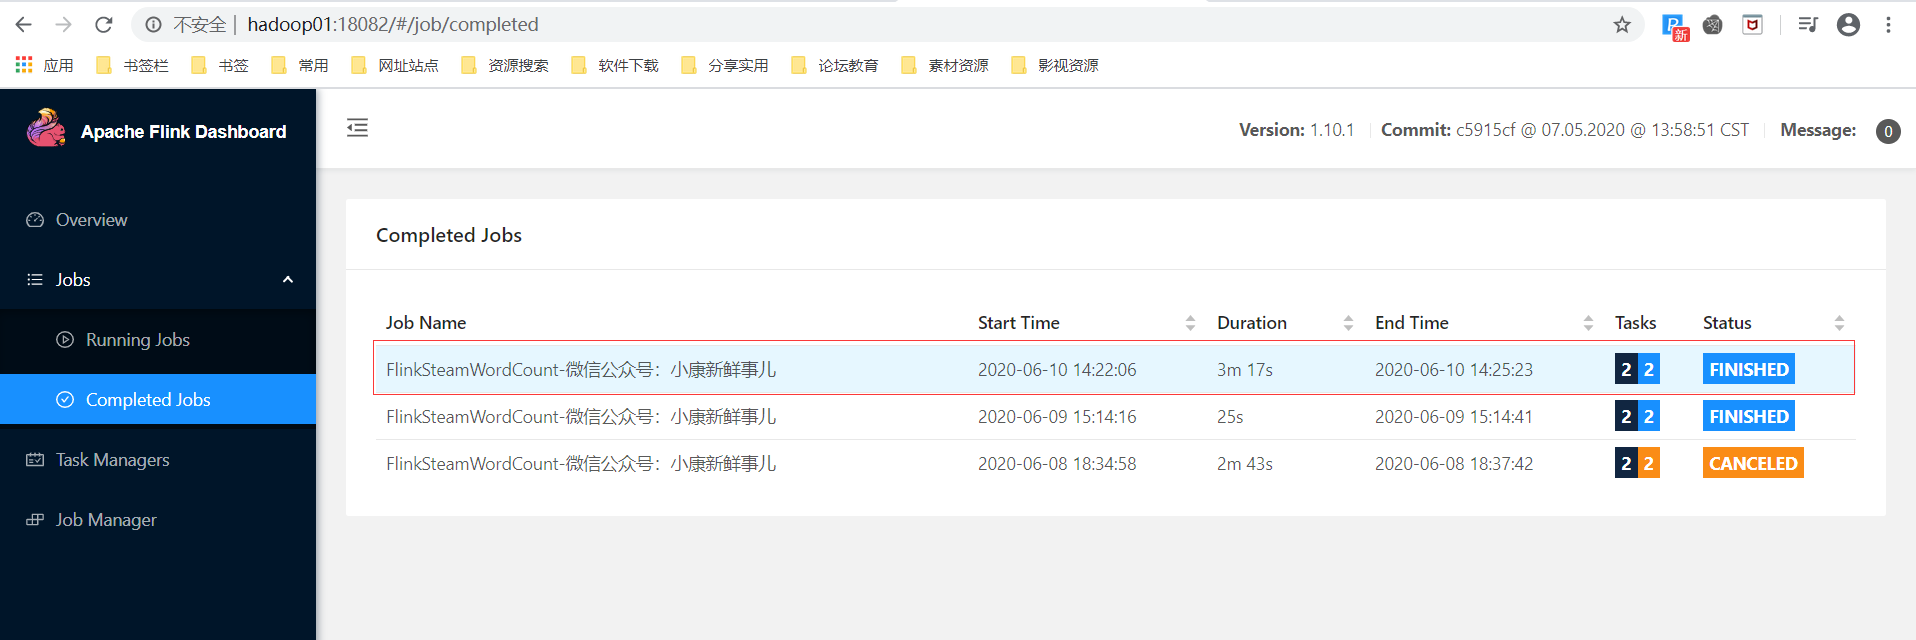 不安全 | hadoop01:18082/#/job/completed
新
应用 书签栏 书签 常用 网址站点 资源搜索 软件下载 分享实用 论坛教育 素材资源 影视资源
Apache Flink Dashboard
Version: 1.10.1 Commit: c5915cf @ 07.05.2020 @ 13:58:51 CST Message: 0
Overview
Jobs
Running Jobs
Completed Jobs
Task Managers
Job Manager
Completed Jobs
Job Name Start Time Duration End Time Tasks Status
FlinkSteamWordCount-微信公众号：小康新鲜事儿 2020-06-10 14:22:06 3m 17s 2020-06-10 14:25:23 2 2 FINISHED
FlinkSteamWordCount-微信公众号：小康新鲜事儿 2020-06-09 15:14:16 25s 2020-06-09 15:14:41 2 2 FINISHED
FlinkSteamWordCount-微信公众号：小康新鲜事儿 2020-06-08 18:34:58 2m 43s 2020-06-08 18:37:42 2 2 CANCELED